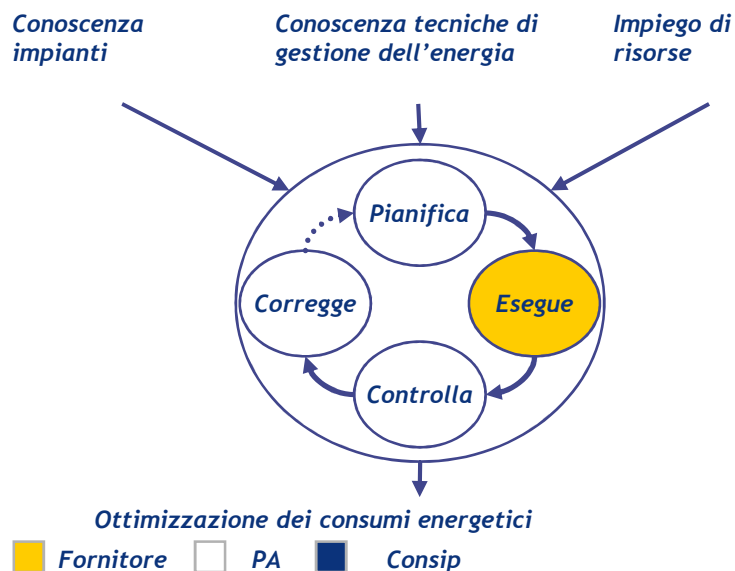 Conoscenza
impianti
Conoscenza tecniche di
gestione dell'energia
Impiego di
risorse
Pianifica
Corregge
Esegue
Controlla
Ottimizzazione dei consumi energetici
Fornitore PA Consip